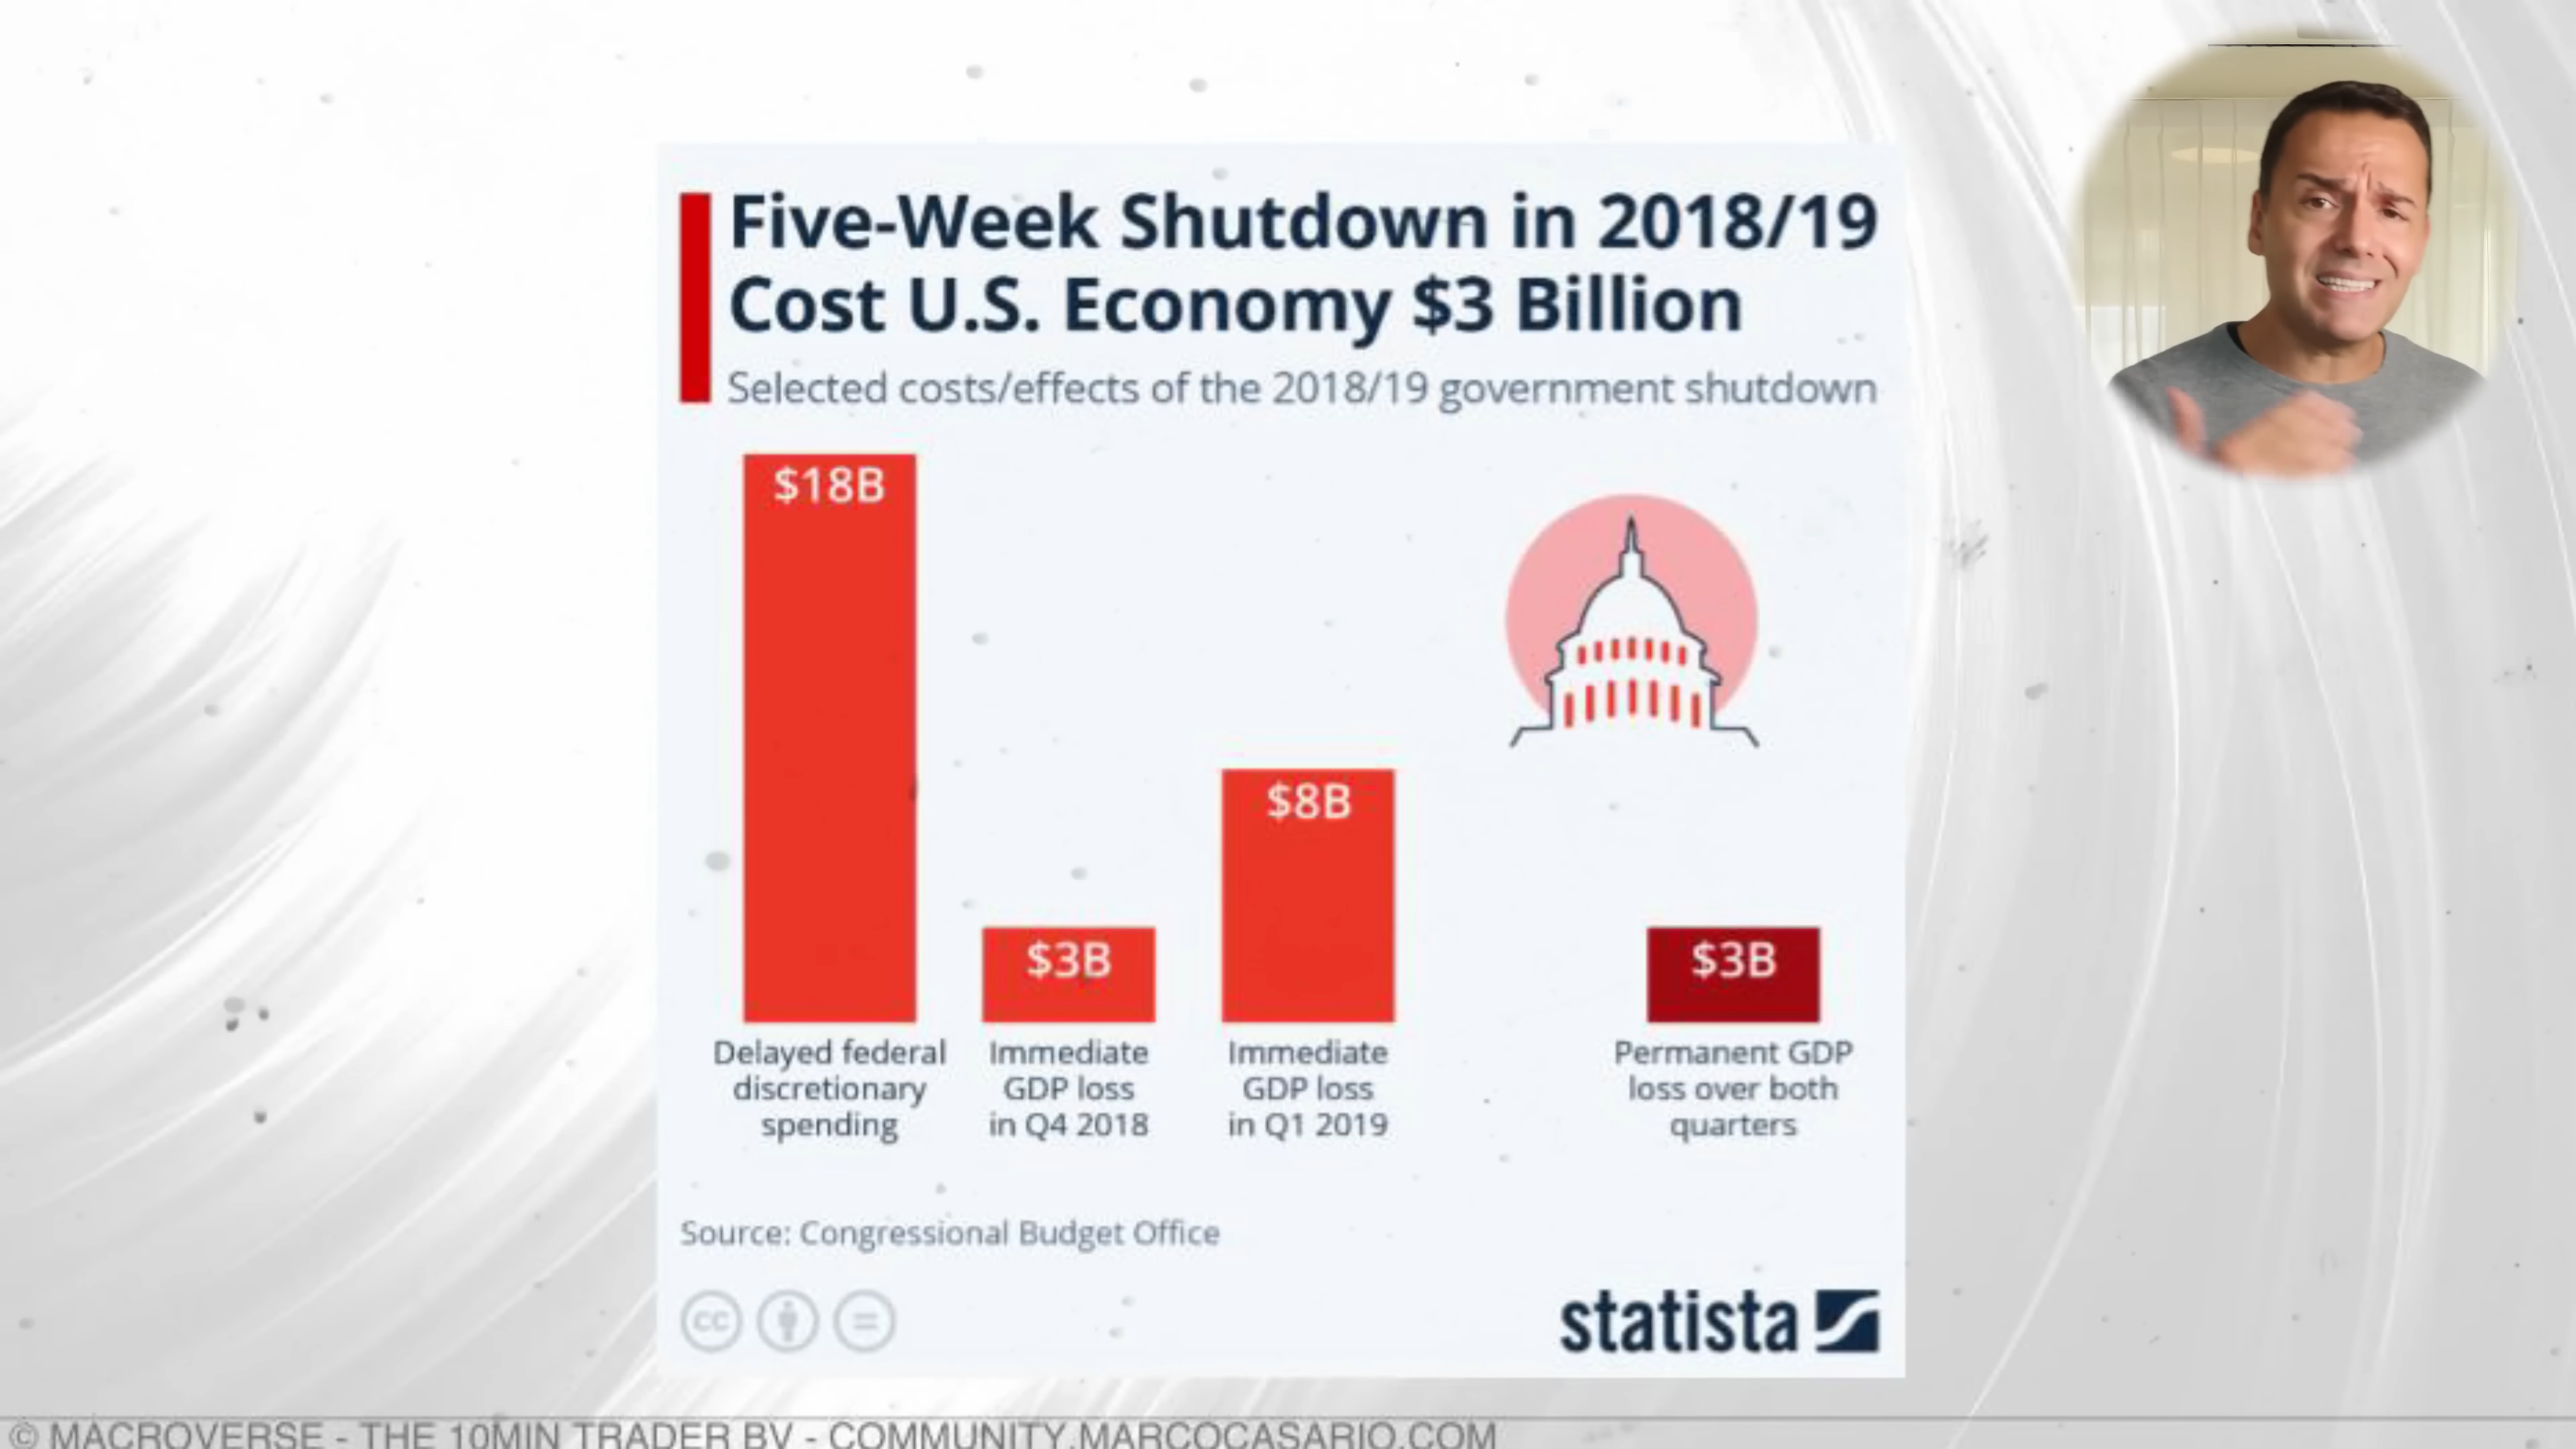 Five-Week Shutdown in 2018/19
Cost U.S. Economy $3 Billion
Selected costs/effects of the 2018/19 government shutdown
$18B
$3B
$8B
$3B
Delayed federal
discretionary
spending
Immediate
GDP loss
in Q4 2018
Immediate
GDP loss
in Q1 2019
Permanent GDP
loss over both
quarters
Source: Congressional Budget Office
cc
statista
© MACROVERSE - THE 10MIN TRADER BV - COMMUNITY.MARCOCASARIO.COM